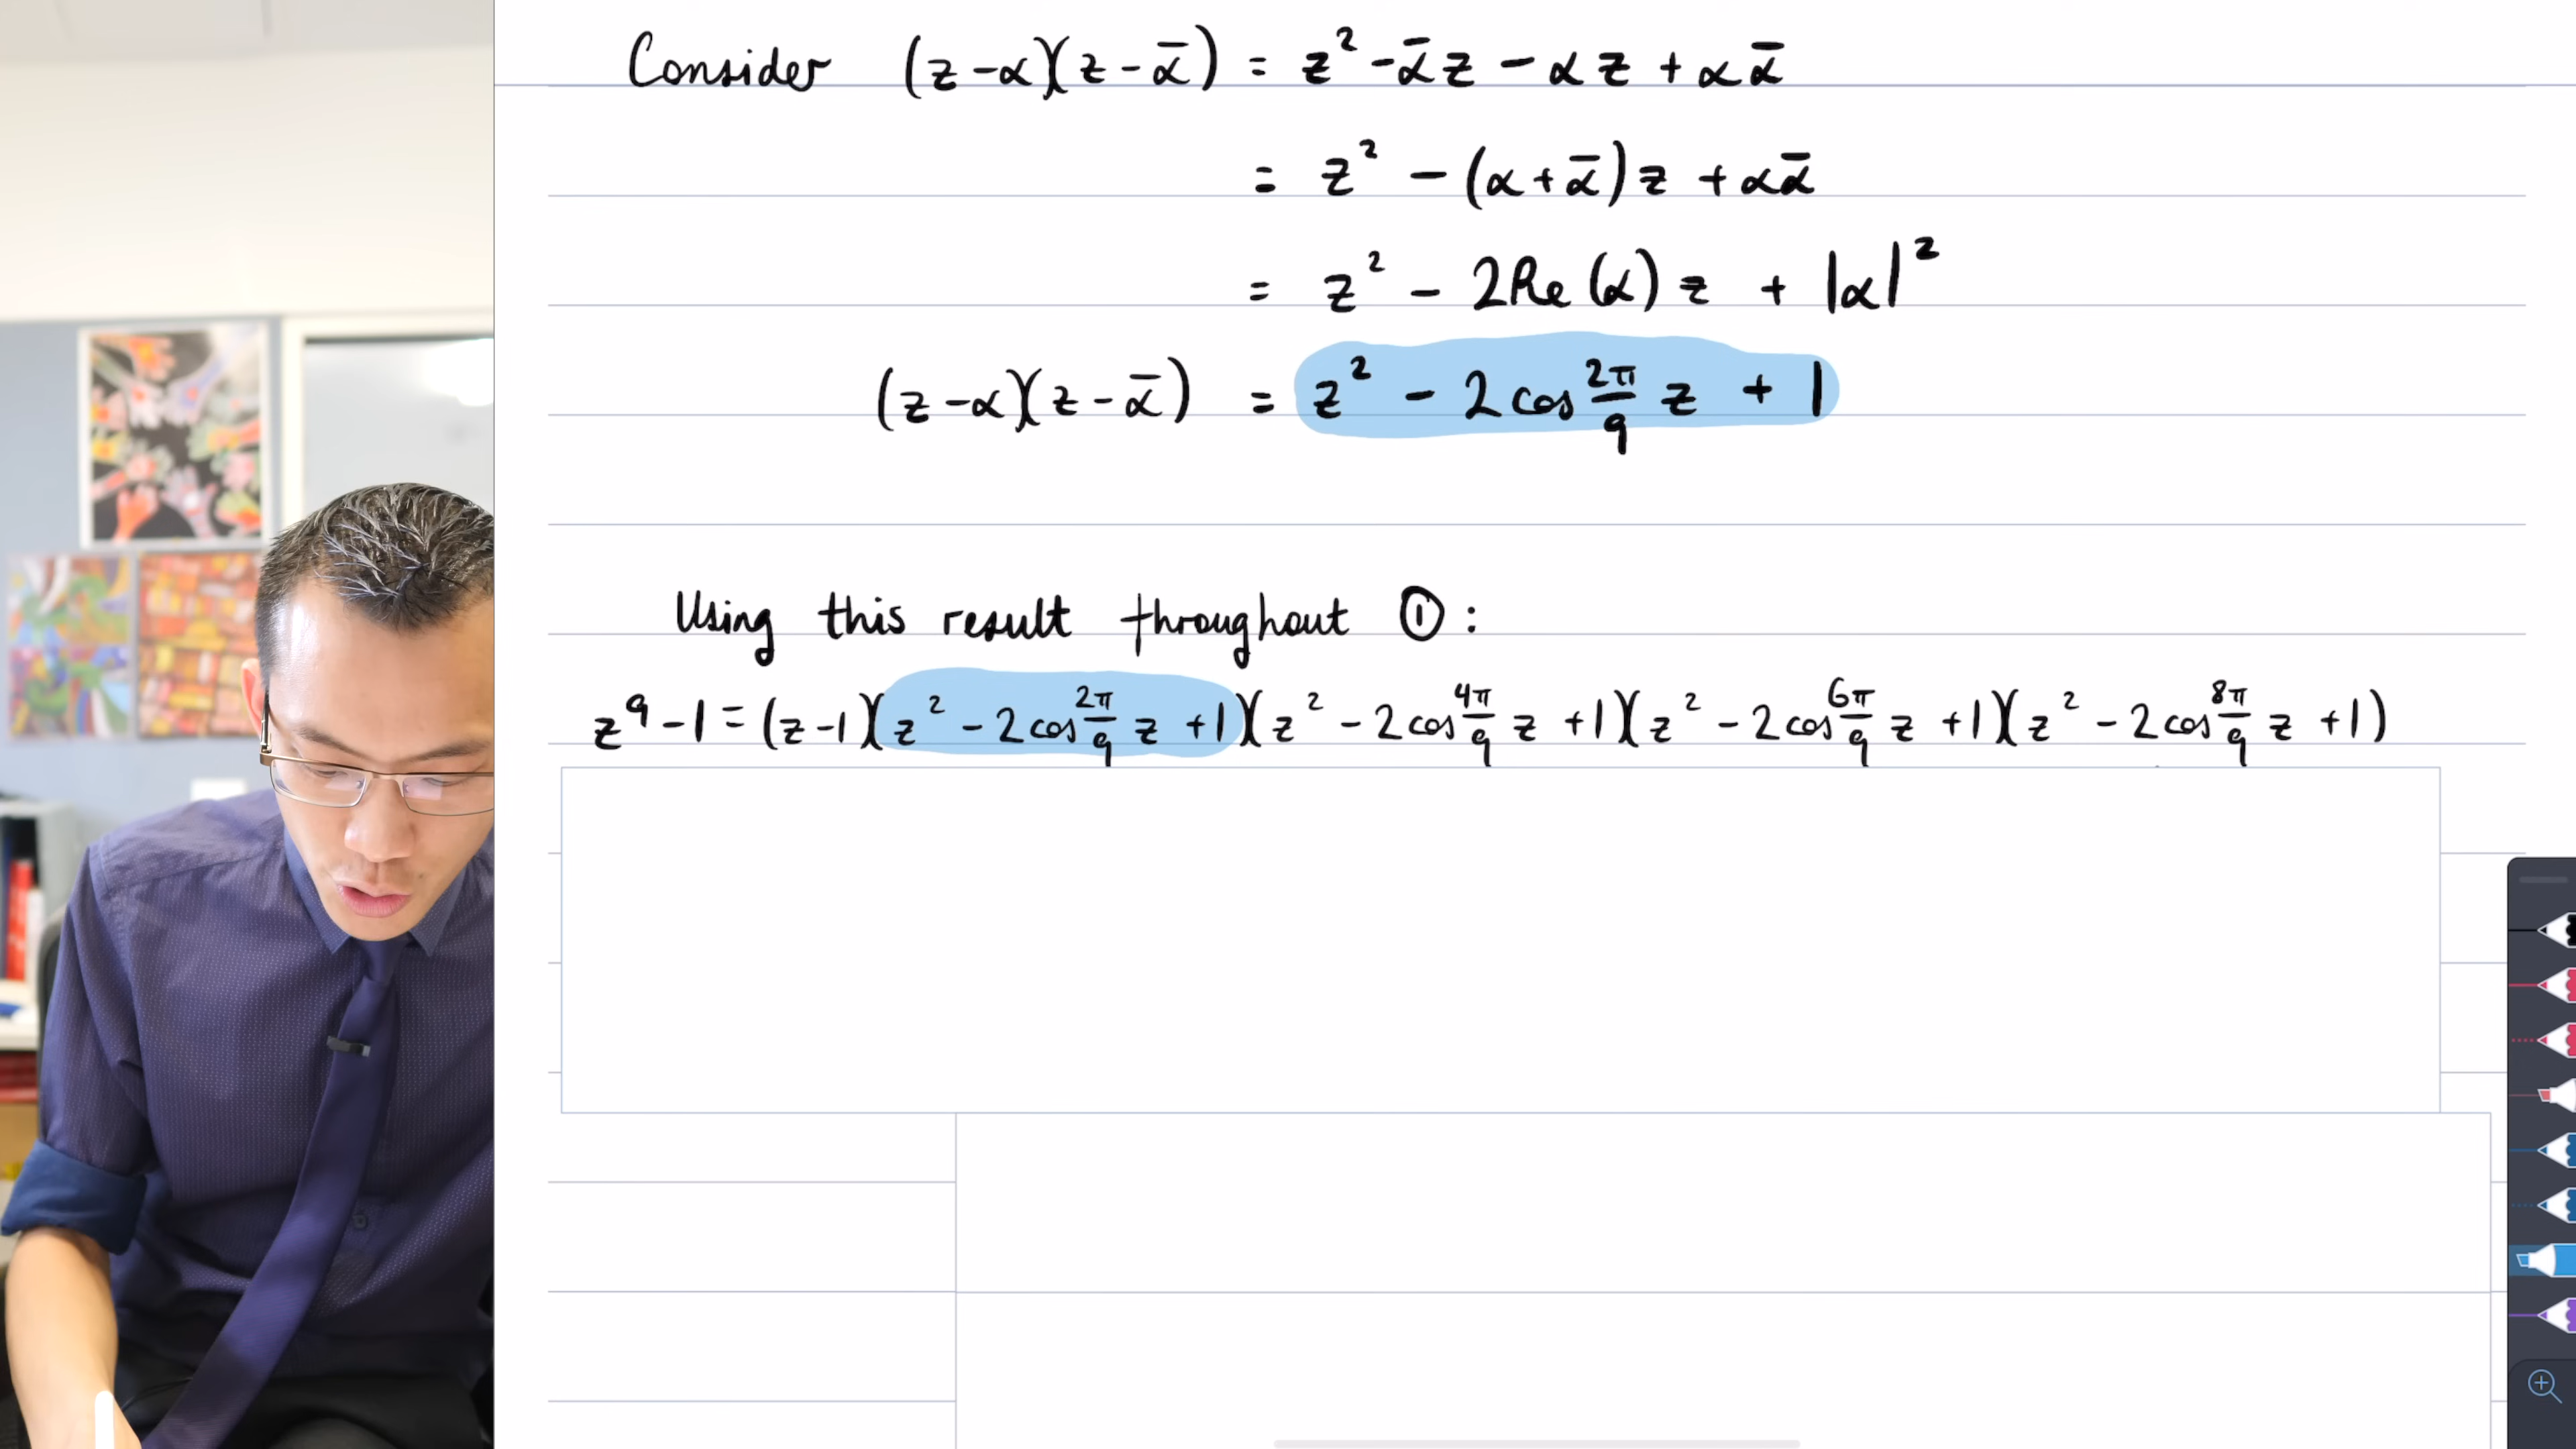 Consider (z-α)(z-ᾱ) = z² -ᾱz - αz + αᾱ
= z² - (α+ᾱ)z + αᾱ
= z² - 2Re(α)z + |α|²
(z-α)(z-ᾱ) = z² - 2cos 2π/9 z + 1
Using this result throughout ①:
z⁹-1 = (z-1)(z² - 2cos 2π/9 z +1)(z² - 2cos 4π/9 z +1)(z² - 2cos 6π/9 z +1)(z² - 2cos 8π/9 z +1)